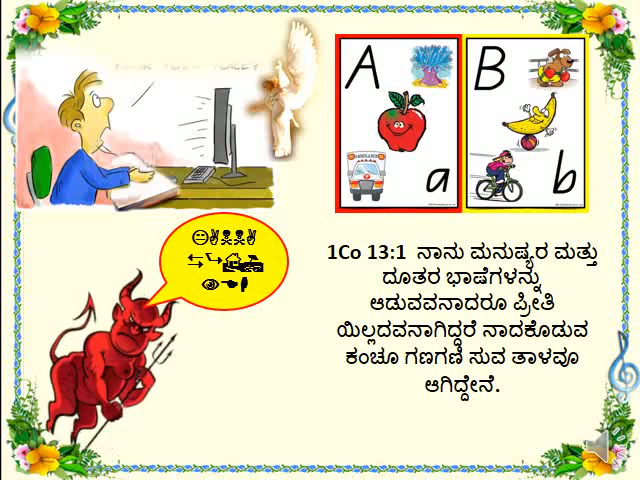 A
B
a
b
1Co 13:1 ನಾನು ಮನುಷ್ಯರ ಮತ್ತು
ದೂತರ ಭಾಷೆಗಳನ್ನು
ಆಡುವವನಾದರೂ ಪ್ರೀತಿ
ಯಿಲ್ಲದವನಾಗಿದ್ದರೆ ನಾದಕೊಡುವ
ಕಂಚೂ ಗಣಗಣಿ ಸುವ ತಾಳವೂ
ಆಗಿದ್ದೇನೆ.